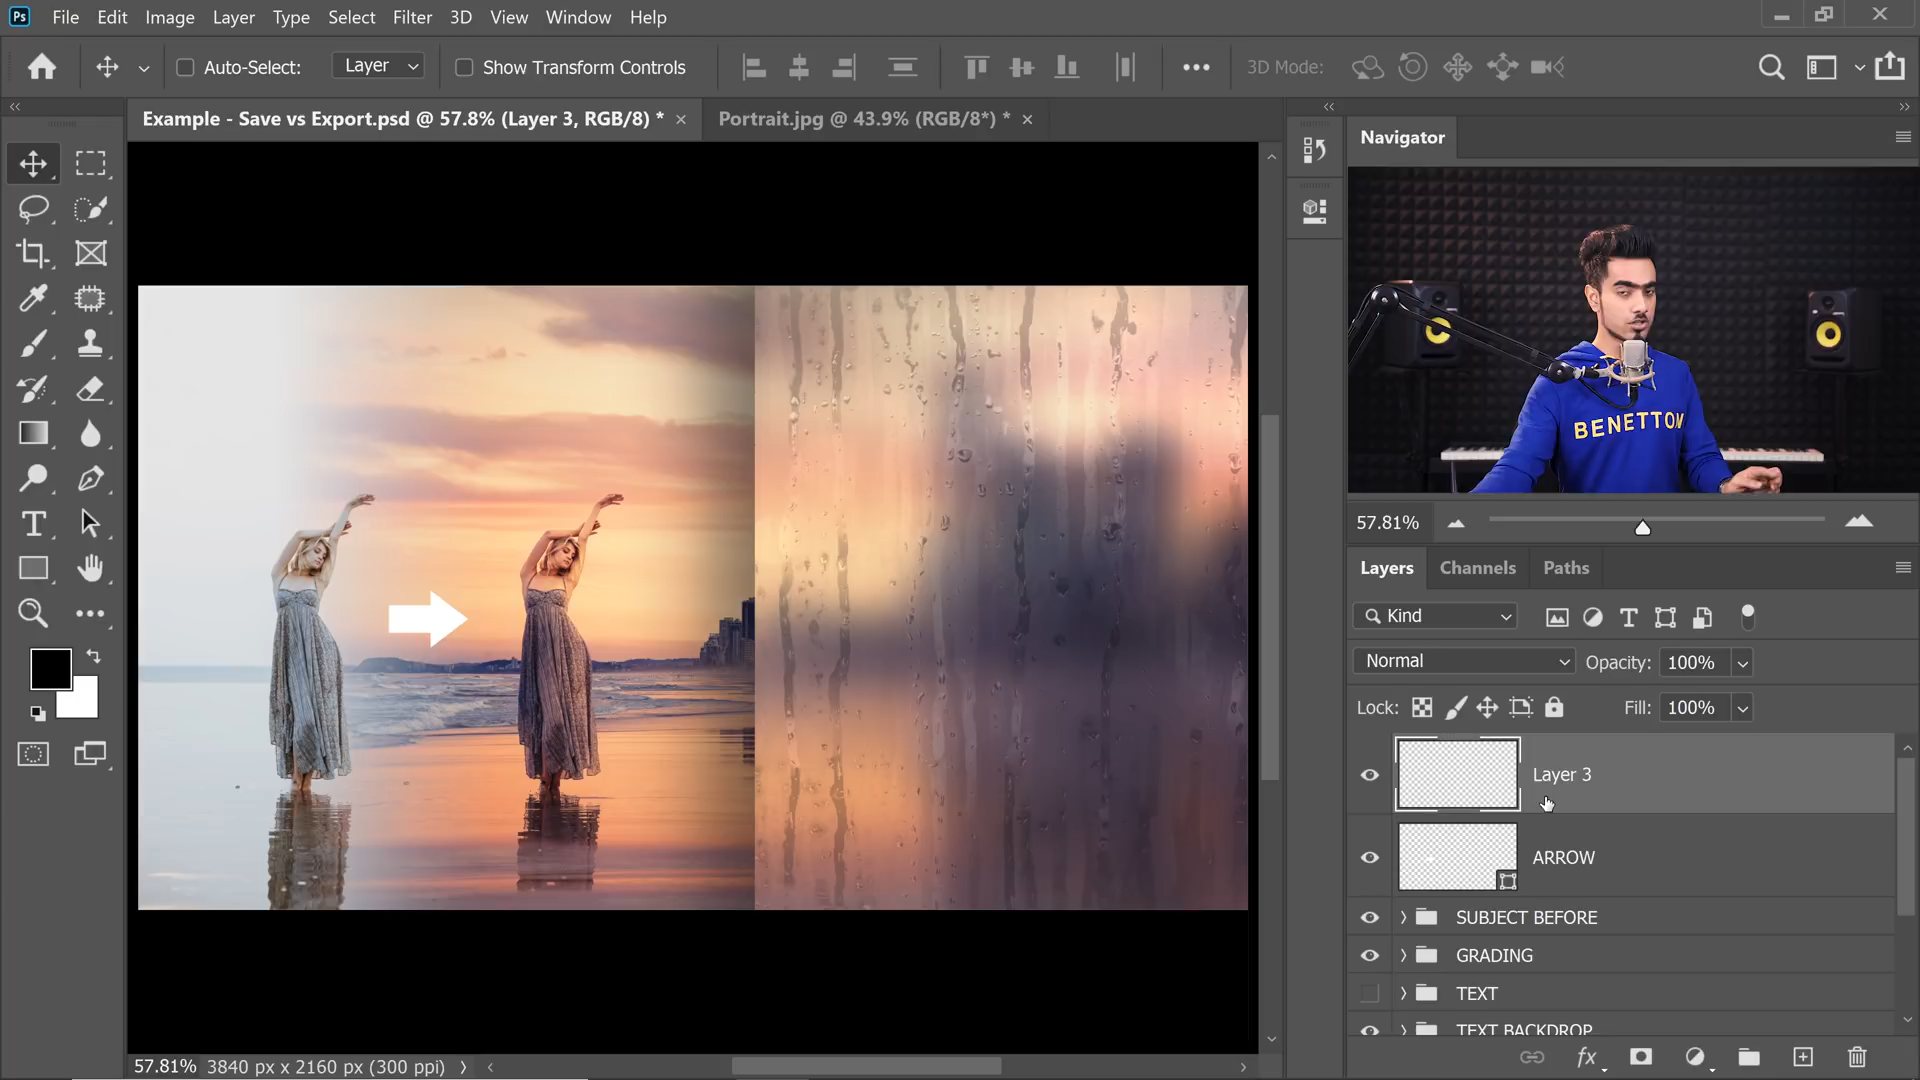 Ps File Edit Image Layer Type Select Filter 3D View Window Help
Auto-Select: Layer Show Transform Controls 3D Mode:
Example - Save vs Export.psd @ 57.8% (Layer 3, RGB/8) * Portrait.jpg @ 43.9% (RGB/8*) *
Navigator
BENETTON
57.81%
Layers Channels Paths
Kind
Normal Opacity: 100%
Lock: Fill: 100%
Layer 3
ARROW
SUBJECT BEFORE
GRADING
TEXT
TEXT BACKDROP
fx
57.81% 3840 px x 2160 px (300 ppi)